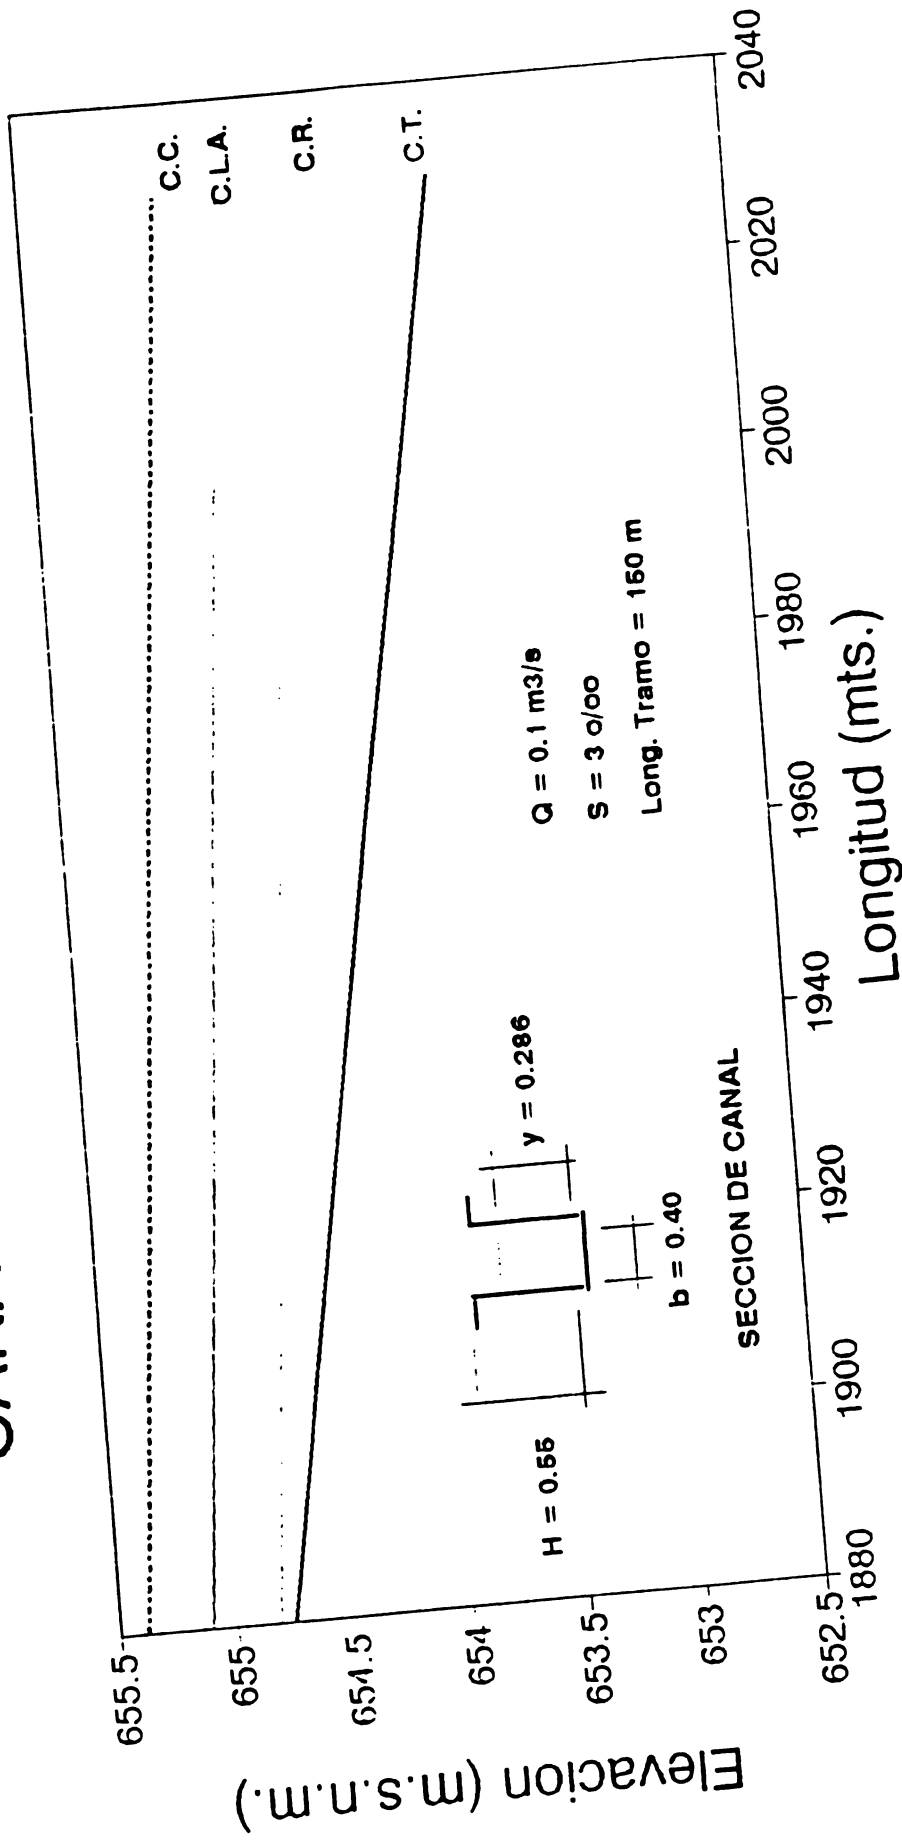 C.C.
C.L.A.
C.R.
C.T.
Elevacion (m.s.n.m.)
655.5
655
654.5
654
653.5
653
652.5
Q = 0.1 m3/s
S = 3 o/oo
Long. Tramo = 150 m
H = 0.55
y = 0.286
b = 0.40
SECCION DE CANAL
1880 1900 1920 1940 1960 1980 2000 2020 2040
Longitud (mts.)